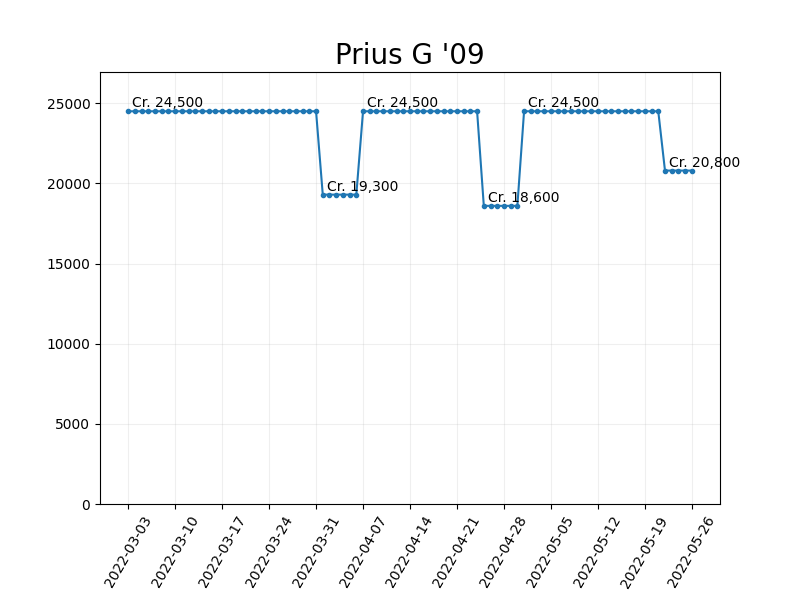 Prius G '09
25000
20000
15000
10000
5000
0
Cr. 24,500
Cr. 19,300
Cr. 24,500
Cr. 18,600
Cr. 24,500
Cr. 20,800
2022-03-03
2022-03-10
2022-03-17
2022-03-24
2022-03-31
2022-04-07
2022-04-14
2022-04-21
2022-04-28
2022-05-05
2022-05-12
2022-05-19
2022-05-26